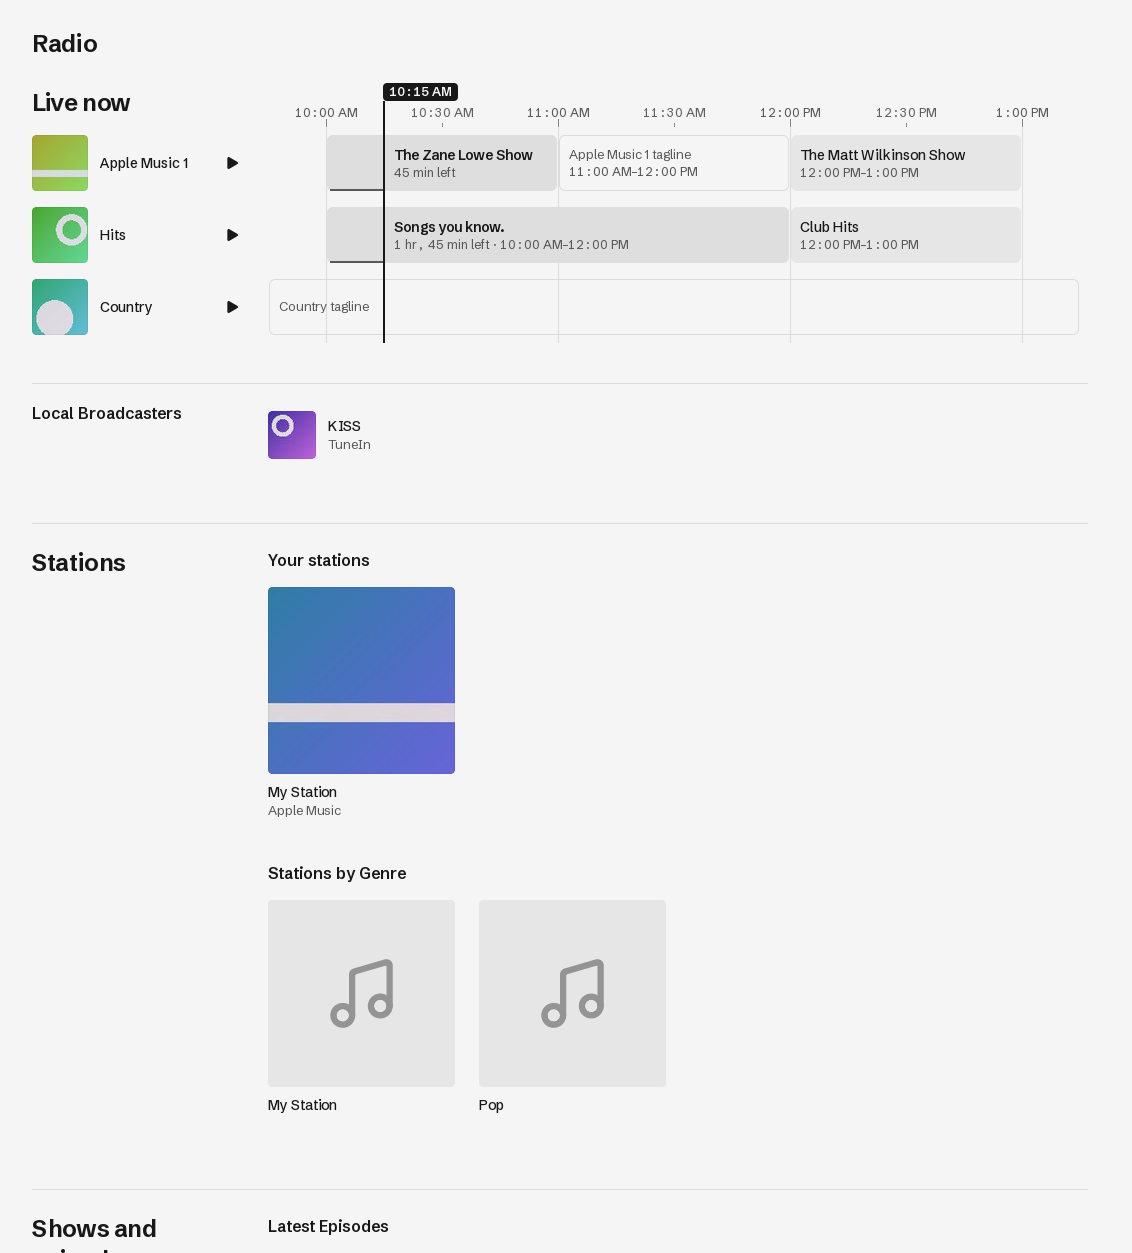 Radio
Live now
10:15 AM
10:00 AM 10:30 AM 11:00 AM 11:30 AM 12:00 PM 12:30 PM 1:00 PM
Apple Music 1
The Zane Lowe Show
45 min left
Apple Music 1 tagline
11:00 AM–12:00 PM
The Matt Wilkinson Show
12:00 PM–1:00 PM
Hits
Songs you know.
1 hr, 45 min left · 10:00 AM–12:00 PM
Club Hits
12:00 PM–1:00 PM
Country
Country tagline
Local Broadcasters
KISS
TuneIn
Stations
Your stations
My Station
Apple Music
Stations by Genre
My Station
Pop
Shows and
Latest Episodes